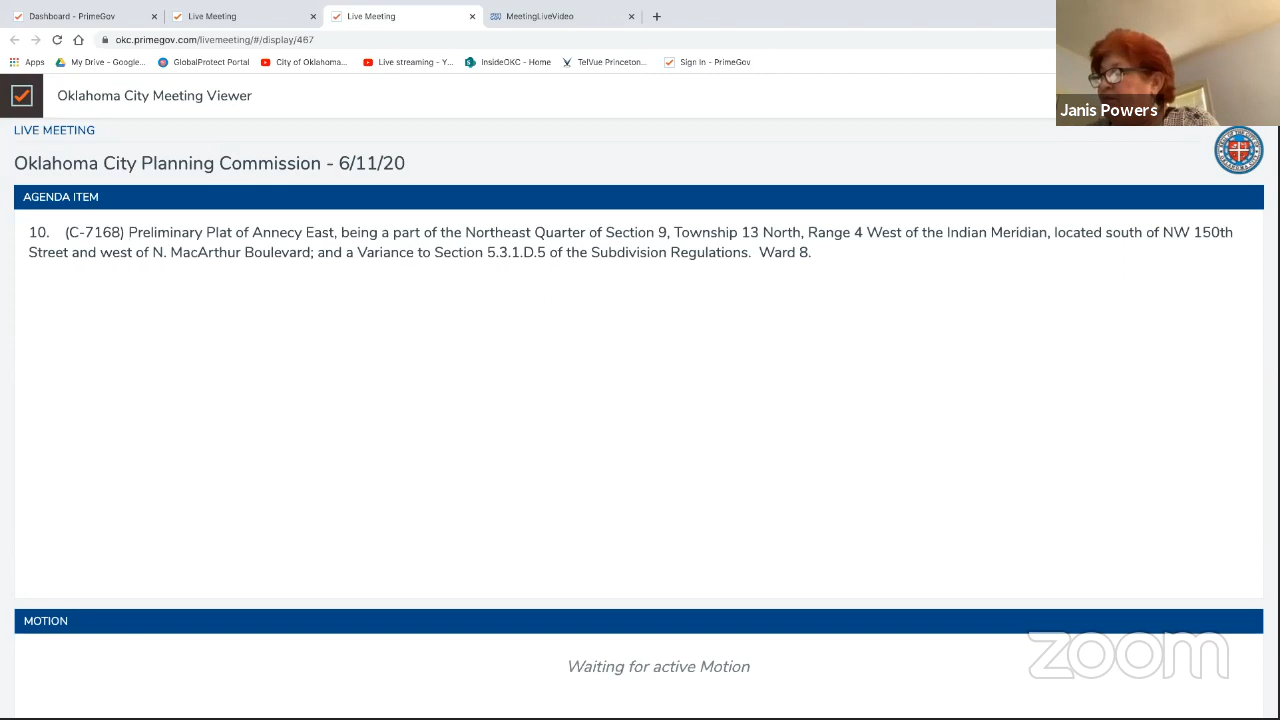 Dashboard - PrimeGov
Live Meeting
Live Meeting
MeetingLiveVideo
okc.primegov.com/livemeeting/#/display/467
Apps
My Drive - Google...
GlobalProtect Portal
City of Oklahoma...
Live streaming - Y...
InsideOKC - Home
TelVue Princeton...
Sign In - PrimeGov
Janis Powers
Oklahoma City Meeting Viewer
LIVE MEETING
Oklahoma City Planning Commission - 6/11/20
AGENDA ITEM
10. (C-7168) Preliminary Plat of Annecy East, being a part of the Northeast Quarter of Section 9, Township 13 North, Range 4 West of the Indian Meridian, located south of NW 150th
Street and west of N. MacArthur Boulevard; and a Variance to Section 5.3.1.D.5 of the Subdivision Regulations. Ward 8.
MOTION
Waiting for active Motion
zoom